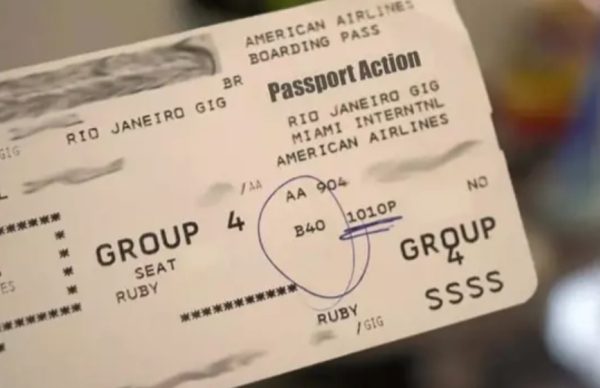 AMERICAN AIRLINES
BOARDING PASS
Passport Action
BR
RIO JANEIRO GIG
GIG
RIO JANEIRO GIG
MIAMI INTERNTNL
AMERICAN AIRLINES
/AA
AA 904
NO
B40
1010P
GROUP 4
SEAT
RUBY
GROUP
4
SSSS
ES
*****************
RUBY
/GIG